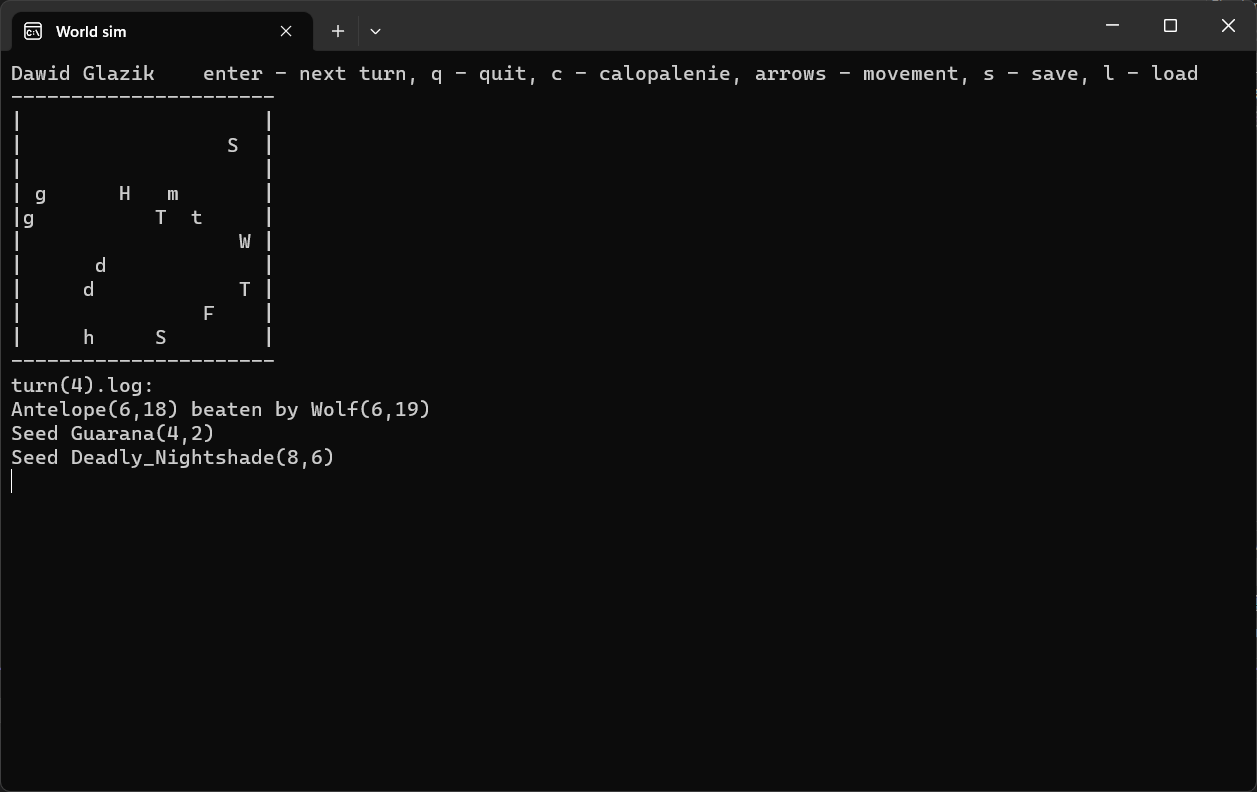 World sim
Dawid Glazik    enter - next turn, q - quit, c - calopalenie, arrows - movement, s - save, l - load
----------------------
|                    |
|                 S  |
|                    |
| g      H   m       |
|g          T  t     |
|                  W |
|      d             |
|     d            T |
|               F    |
|     h     S        |
----------------------
turn(4).log:
Antelope(6,18) beaten by Wolf(6,19)
Seed Guarana(4,2)
Seed Deadly_Nightshade(8,6)